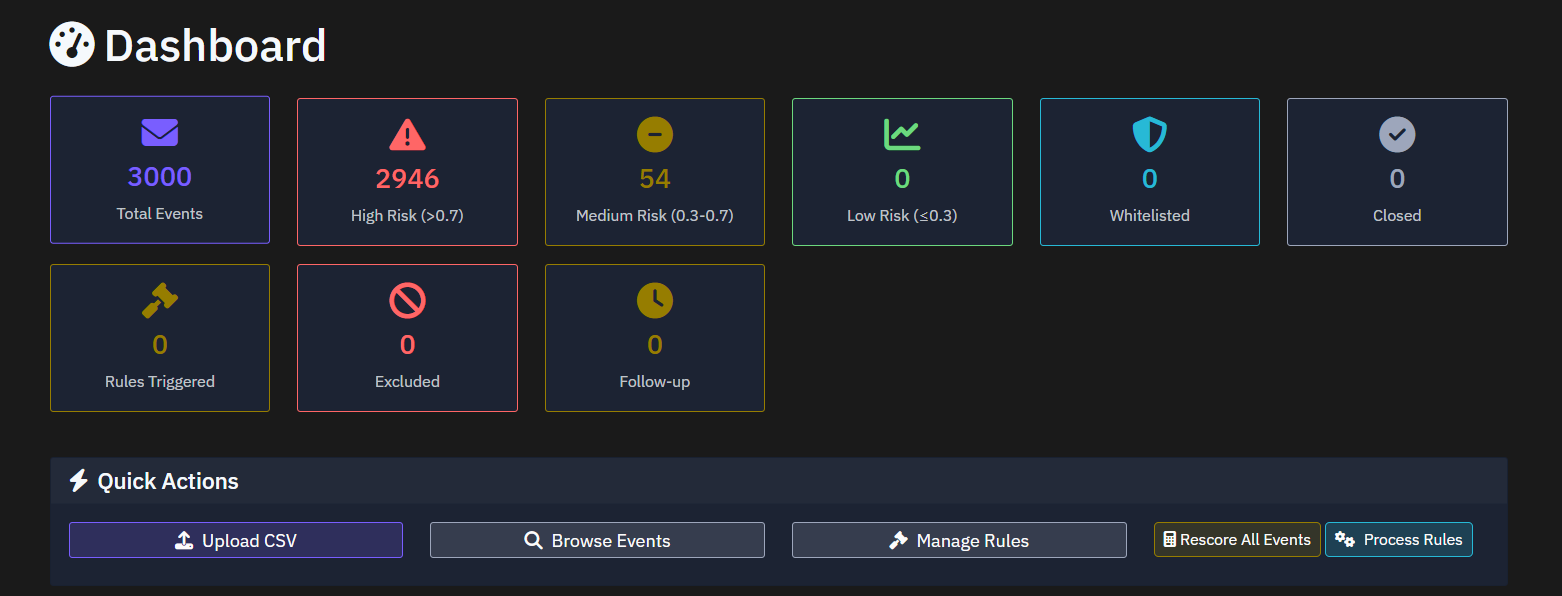 Dashboard
3000
Total Events
2946
High Risk (>0.7)
54
Medium Risk (0.3-0.7)
0
Low Risk (≤0.3)
0
Whitelisted
0
Closed
0
Rules Triggered
0
Excluded
0
Follow-up
Quick Actions
Upload CSV
Browse Events
Manage Rules
Rescore All Events
Process Rules